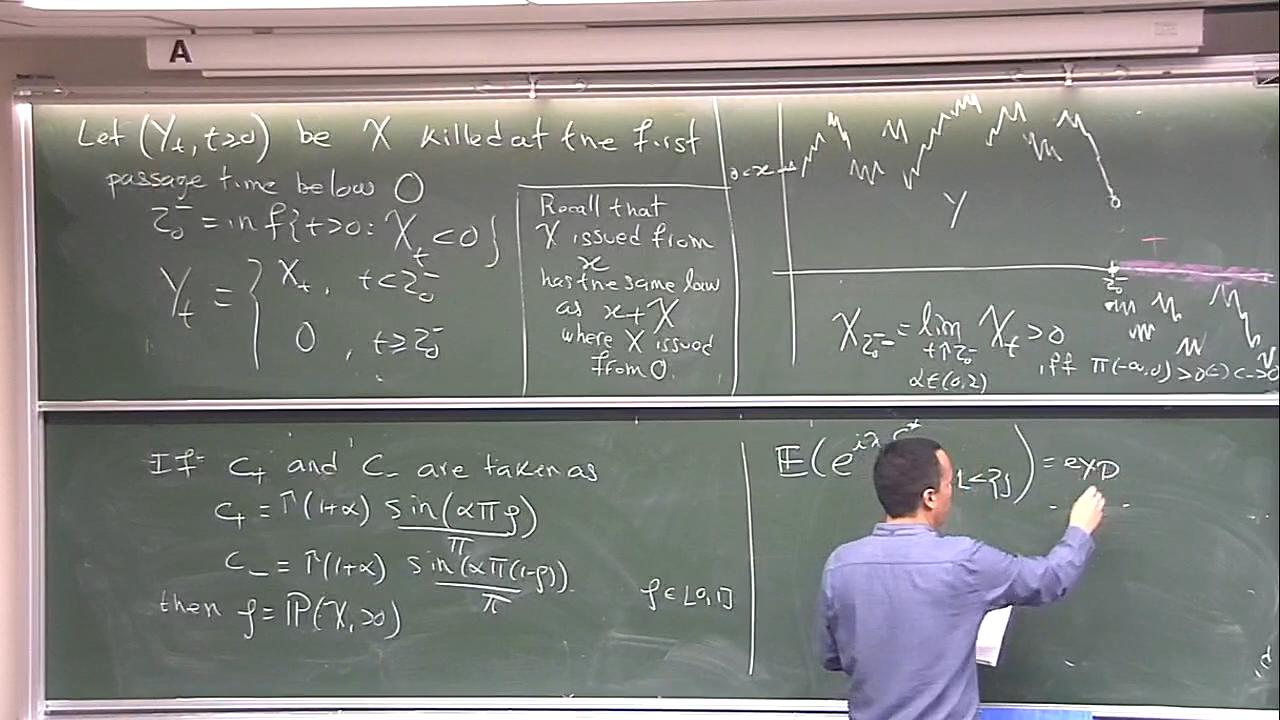 A
Let (Y_t, t≥0) be X killed at the first
passage time below 0
τ_0^- = inf{t>0: X_t<0}
Y_t = { X_t, t<τ_0^-
0, t≥τ_0^-
Recall that
X issued from
x
has the same law
as x+X
where X issued
from 0.
0<x
Y
τ_0^-
X_{τ_0^- -} = lim_{t↑τ_0^-} X_t >0
α∈(0,2)
iff π(-∞,0)>0 ⇔ c_->0
If c_+ and c_- are taken as
c_+ = Γ(1+α) sin(απρ)/π
c_- = Γ(1+α) sin(απ(1-ρ))/π.
then ρ=ℙ(X_1>0)
ρ∈[0,1]
𝔼(e^{iλ
) = exp